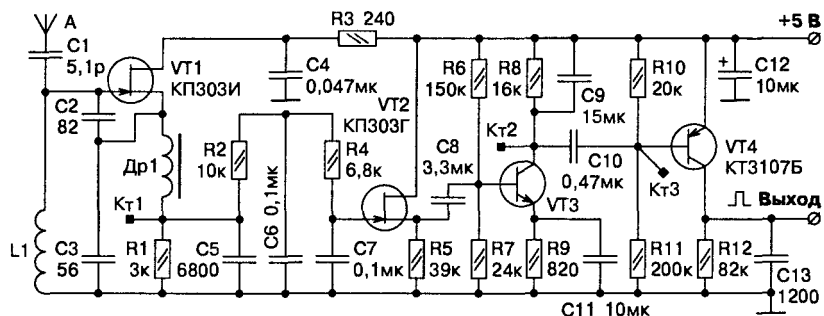 А
R3 240
+5 В
C1
5,1р
VT1
КП303И
C4
0,047мк
R6
150к
R8
16к
R10
20к
+
C12
10мк
C2
82
VT2
КП303Г
C9
15мк
Др1
R2
10к
R4
6,8к
C8
3,3мк
Кт2
VT4
КТ3107Б
C10
0,47мк
Кт3
Кт1
VT3
Выход
L1
C3
56
R1
3к
C5
6800
C6 0,1мк
C7
0,1мк
R5
39к
R7
24к
R9
820
R11
200к
R12
82к
C13
1200
C11 10мк